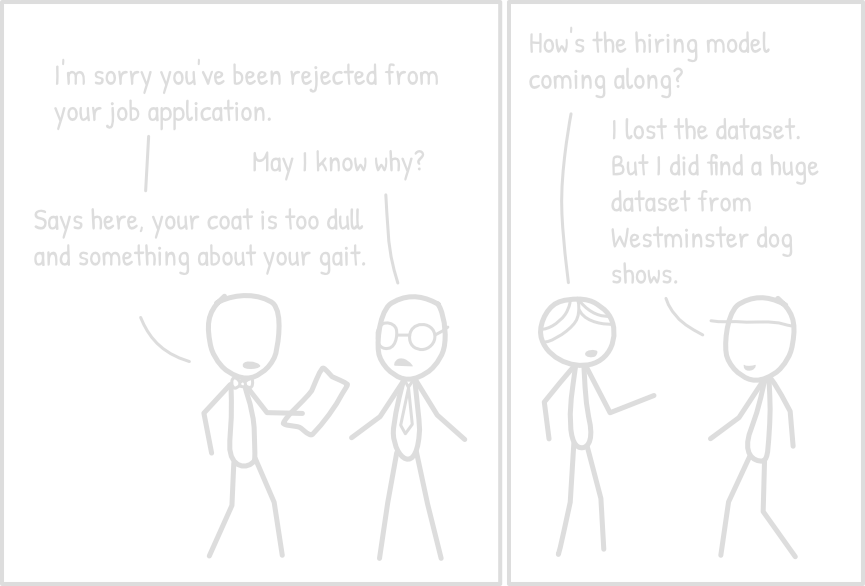 I'm sorry you've been rejected from
your job application.
May I know why?
Says here, your coat is too dull
and something about your gait.
How's the hiring model
coming along?
I lost the dataset.
But I did find a huge
dataset from
Westminster dog
shows.